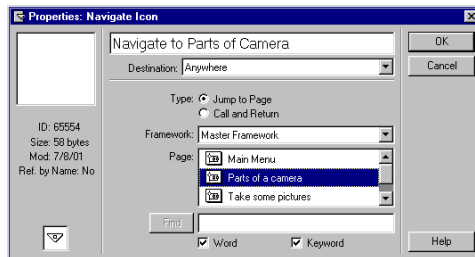 Properties: Navigate Icon
Navigate to Parts of Camera
OK
Destination: Anywhere
Cancel
Type: Jump to Page
Call and Return
ID: 65554
Size: 58 bytes
Mod: 7/8/01
Ref. by Name: No
Framework: Master Framework
Page: Main Menu
Parts of a camera
Take some pictures
Find
Word Keyword
Help